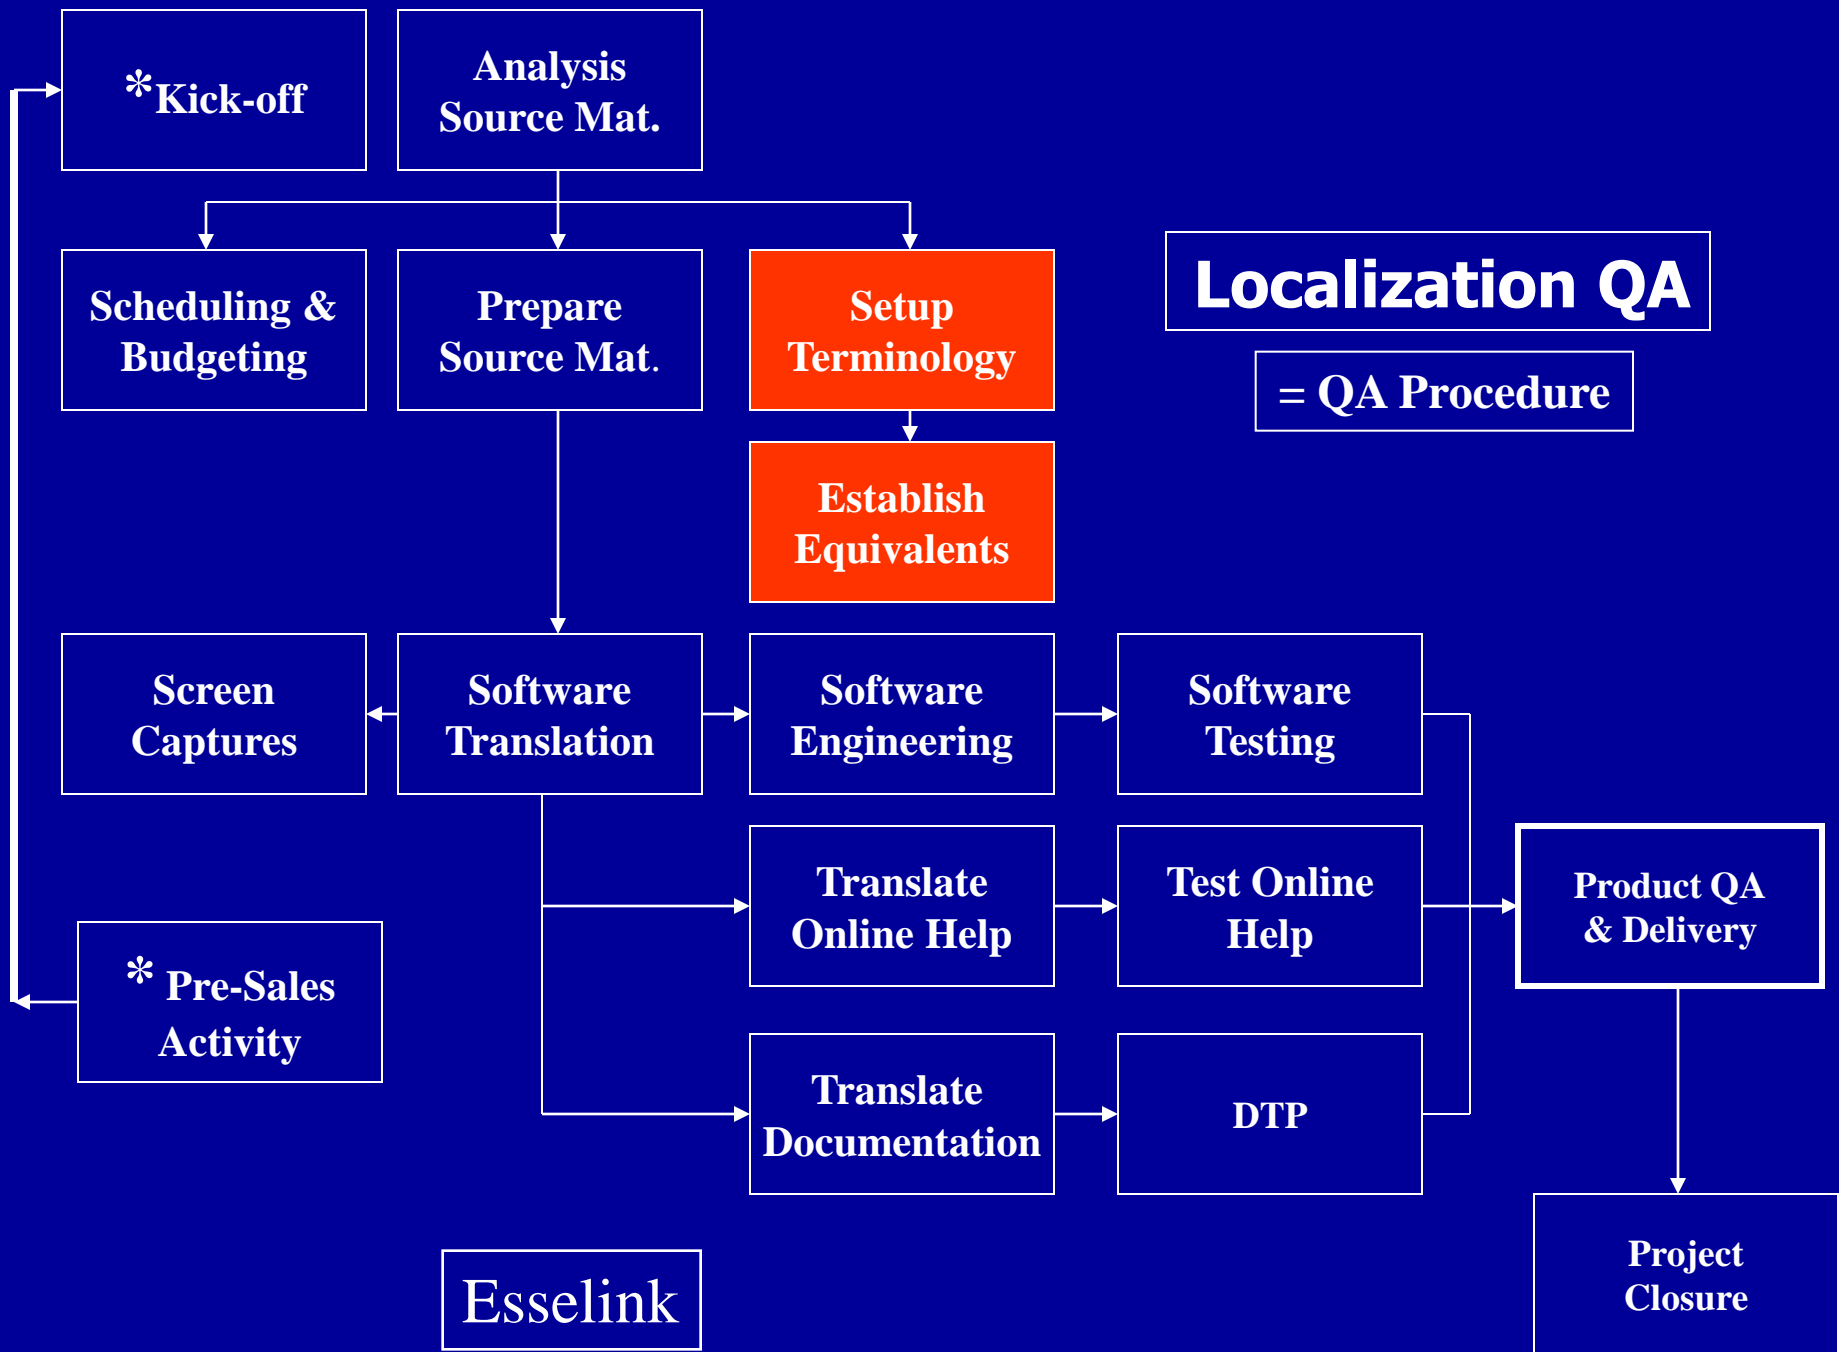 *Kick-off
Analysis
Source Mat.
Scheduling &
Budgeting
Prepare
Source Mat.
Setup
Terminology
Localization QA
= QA Procedure
Establish
Equivalents
Screen
Captures
Software
Translation
Software
Engineering
Software
Testing
Translate
Online Help
Test Online
Help
Product QA
& Delivery
* Pre-Sales
Activity
Translate
Documentation
DTP
Project
Closure
Esselink